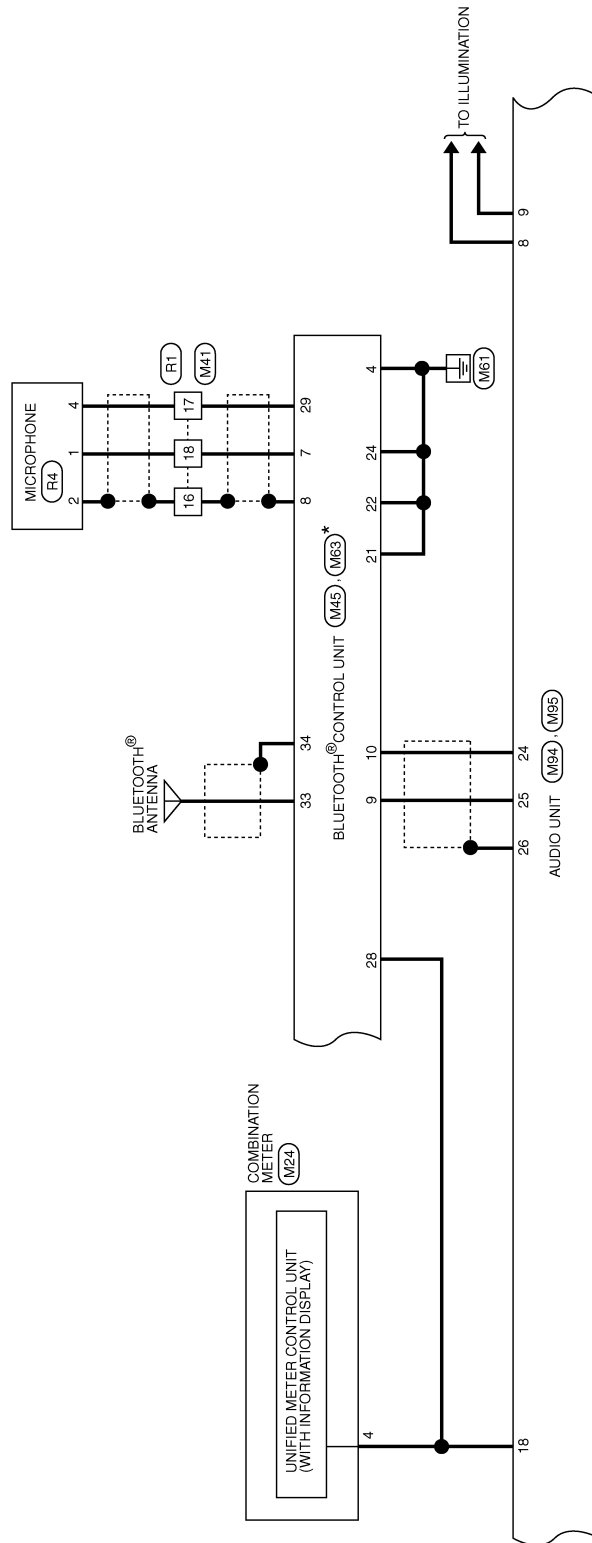 MICROPHONE
R4
2
1
4
16
18
17
R1
M41
8
7
29
BLUETOOTH®
ANTENNA
33
34
BLUETOOTH® CONTROL UNIT M45 , M63 *
28
9
10
21
22
24
4
M61
COMBINATION
METER
M24
UNIFIED METER CONTROL UNIT
(WITH INFORMATION DISPLAY)
4
TO ILLUMINATION
18
26
25
24
8
9
AUDIO UNIT M94 , M95